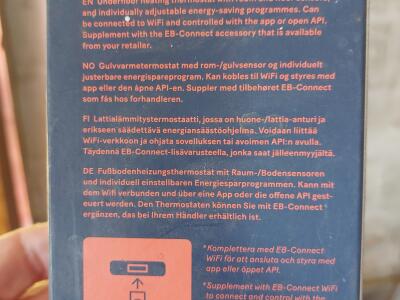 EN Underfloor heating thermostat with room and floor sensors,
and individually adjustable energy-saving programmes. Can
be connected to WiFi and controlled with the app or open API.
Supplement with the EB-Connect accessory that is available
from your retailer.
NO Gulvvarmetermostat med rom-/gulvsensor og individuelt
justerbare energispareprogram. Kan kobles til WiFi og styres med
app eller den åpne API-en. Suppler med tilbehøret EB-Connect
som fås hos forhandleren.
FI Lattialämmitystermostaatti, jossa on huone-/lattia-anturi ja
erikseen säädettävä energiansäästöohjelma. Voidaan liittää
WiFi-verkkoon ja ohjata sovelluksen tai avoimen API:n avulla.
Täydennä EB-Connect-lisävarusteella, jonka saat jälleenmyyjältä.
DE Fußbodenheizungsthermostat mit Raum-/Bodensensoren
und individuell einstellbaren Energiesparprogrammen. Kann mit
dem Wifi verbunden und über eine App oder die offene API gest-
euert werden. Den Thermostaten können Sie mit EB-Connect
ergänzen, das bei Ihrem Händler erhältlich ist.
*Komplettera med EB-Connect
WiFi för att ansluta och styra med
app eller öppet API.
*Supplement with EB-Connect WiFi
to connect and control with the